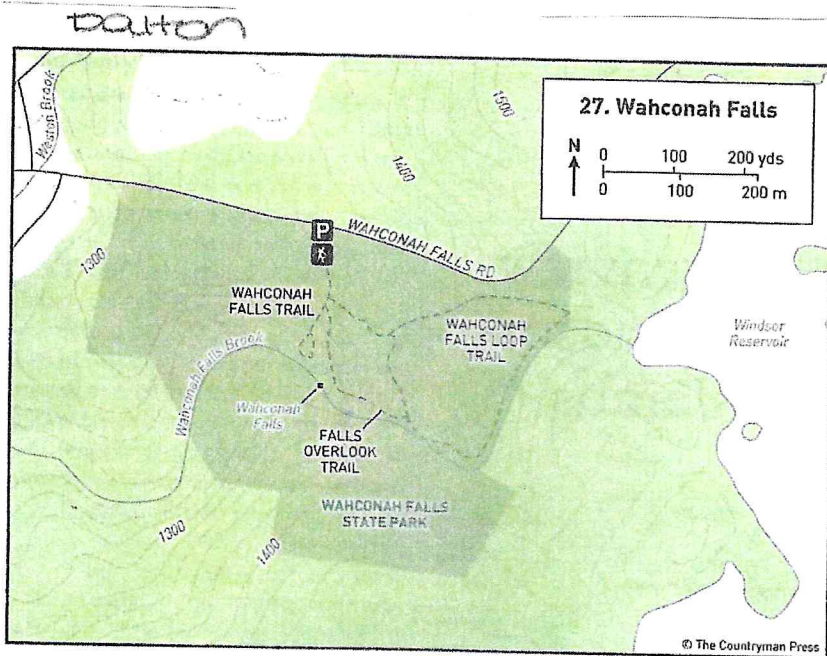 Dalton
27. Wahconah Falls
N
0 100 200 yds
0 100 200 m
Weston Brook
1500
1400
P
WAHCONAH FALLS RD
1300
WAHCONAH
FALLS TRAIL
WAHCONAH
FALLS LOOP
TRAIL
Windsor
Reservoir
Wahconah Falls Brook
Wahconah
Falls
FALLS
OVERLOOK
TRAIL
WAHCONAH FALLS
STATE PARK
1300
1400
© The Countryman Press